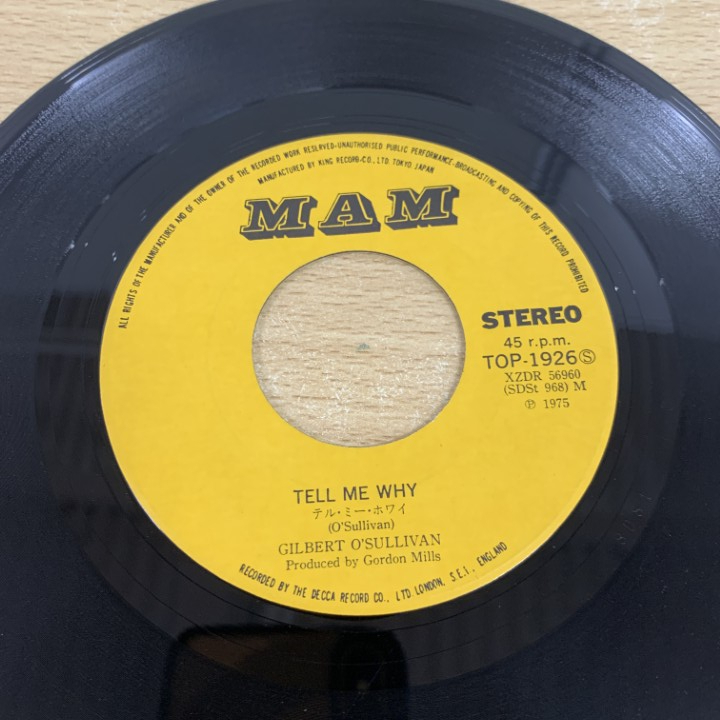 ALL RIGHTS OF THE MANUFACTURER AND OF THE OWNER OF THE RECORDED WORK RESERVED-UNAUTHORISED PUBLIC PERFORMANCE-BROADCASTING AND COPYING OF THIS RECORD PROHIBITED
MANUFACTURED BY KING RECORD-CO., LTD. TOKYO. JAPAN
MAM
STEREO
45 r.p.m.
TOP-1926Ⓢ
XZDR 56960
(SDSt 968) M
℗ 1975
TELL ME WHY
テル・ミー・ホワイ
(O'Sullivan)
GILBERT O'SULLIVAN
Produced by Gordon Mills
RECORDED BY THE DECCA RECORD CO., LTD LONDON, S.E.I., ENGLAND